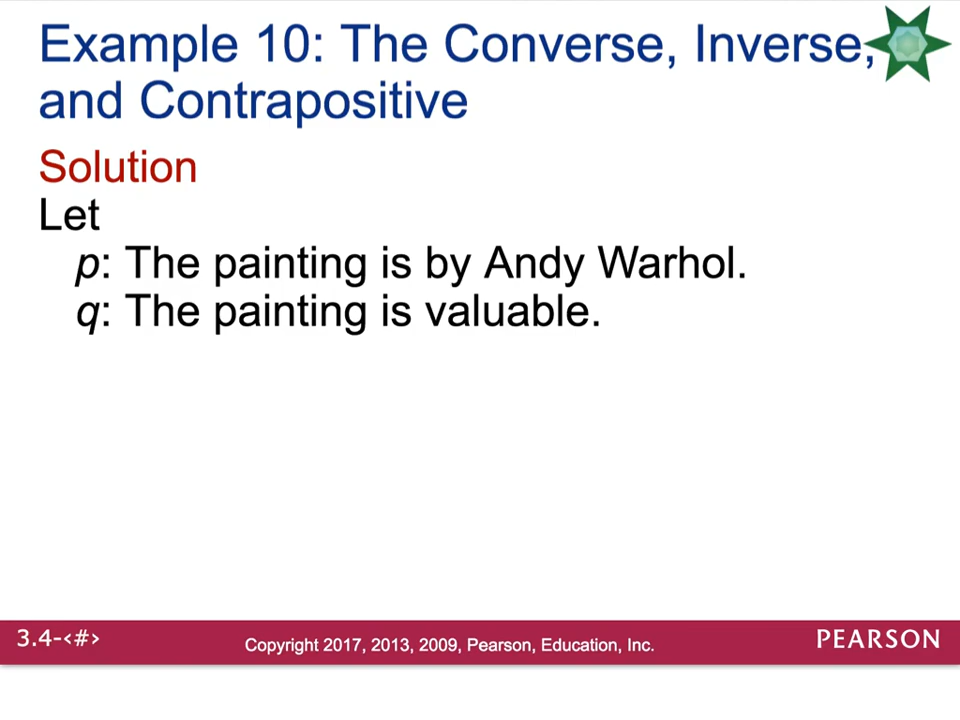 Example 10: The Converse, Inverse,
and Contrapositive
Solution
Let
p: The painting is by Andy Warhol.
q: The painting is valuable.
3.4-<#>
Copyright 2017, 2013, 2009, Pearson, Education, Inc.
PEARSON